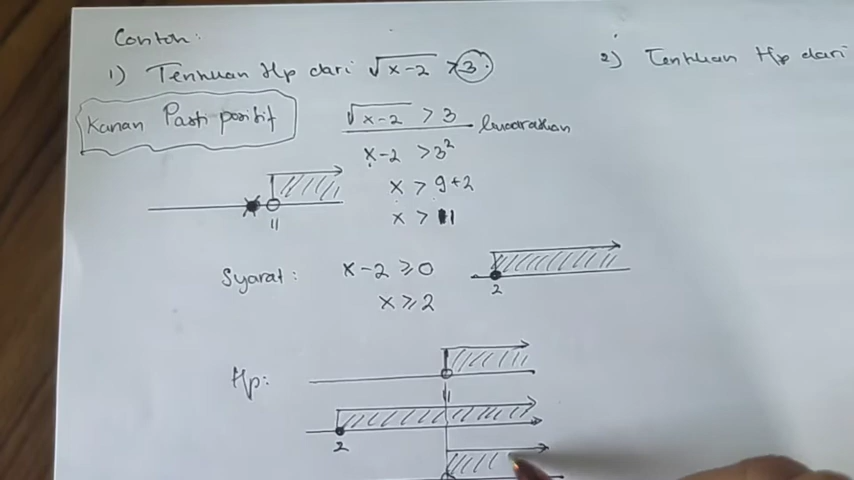 Contoh:
1) Tentukan Hp dari √x-2 > 3.
2) Tentukan Hp dari
Kanan Pasti positif
√x-2 > 3
kuadratkan
x-2 > 3²
x > 9+2
x > 11
11
Syarat: x-2 ≥ 0
x ≥ 2
2
Hp:
11
2